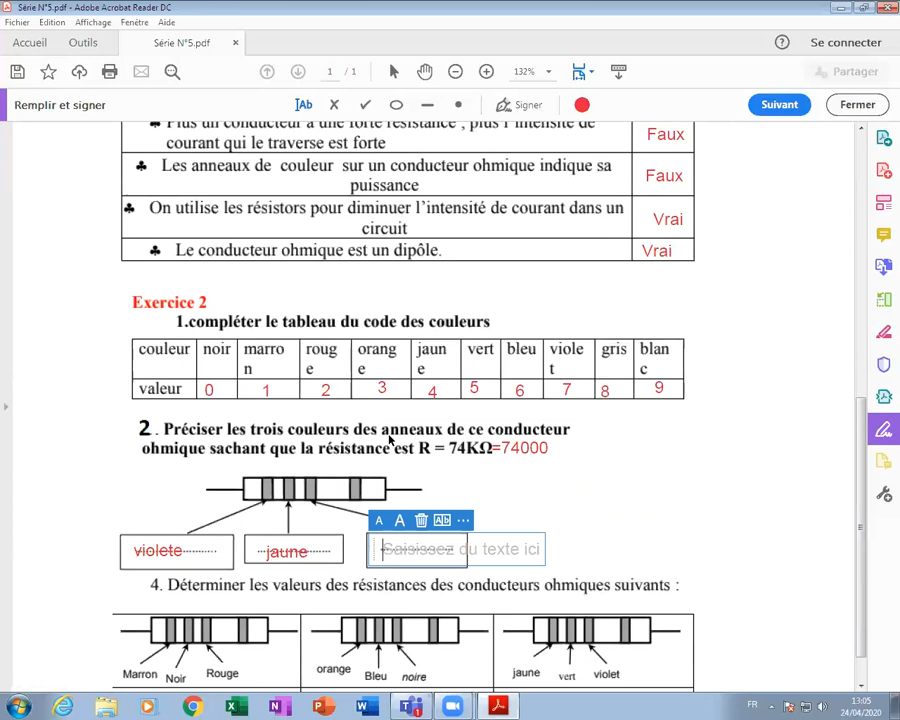 Série N°5.pdf - Adobe Acrobat Reader DC
Fichier Edition Affichage Fenêtre Aide
Accueil Outils Série N°5.pdf × Se connecter
1 / 1 132% Partager
Remplir et signer Ab Signer Suivant Fermer
♣ Plus un conducteur a une forte résistance , plus l'intensité de
courant qui le traverse est forte Faux
♣ Les anneaux de couleur sur un conducteur ohmique indique sa
puissance Faux
♣ On utilise les résistors pour diminuer l'intensité de courant dans un
circuit Vrai
♣ Le conducteur ohmique est un dipôle. Vrai
Exercice 2
1.compléter le tableau du code des couleurs
couleur noir marron rouge orange jaune vert bleu violet gris blanc
valeur 0 1 2 3 4 5 6 7 8 9
2 . Préciser les trois couleurs des anneaux de ce conducteur
ohmique sachant que la résistance est R = 74KΩ=74000
A A Ab ...
violete jaune Saisissez du texte ici
4. Déterminer les valeurs des résistances des conducteurs ohmiques suivants :
Marron Noir Rouge orange Bleu noire jaune vert violet
FR 13:05
24/04/2020